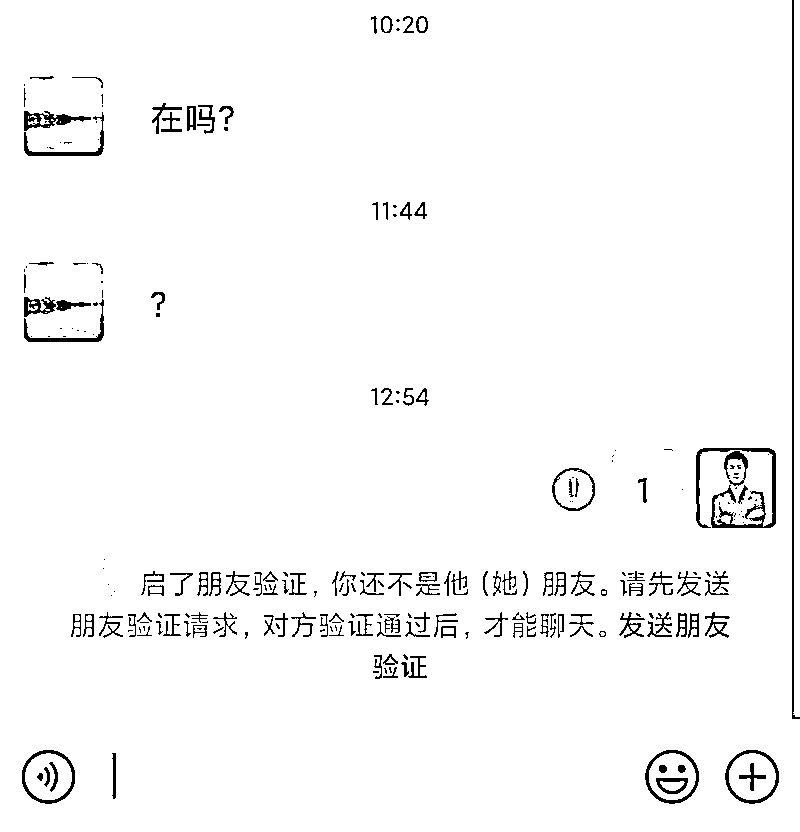 10:20
在吗?
11:44
?
12:54
1
启了朋友验证，你还不是他（她）朋友。请先发送
朋友验证请求，对方验证通过后，才能聊天。发送朋友
验证